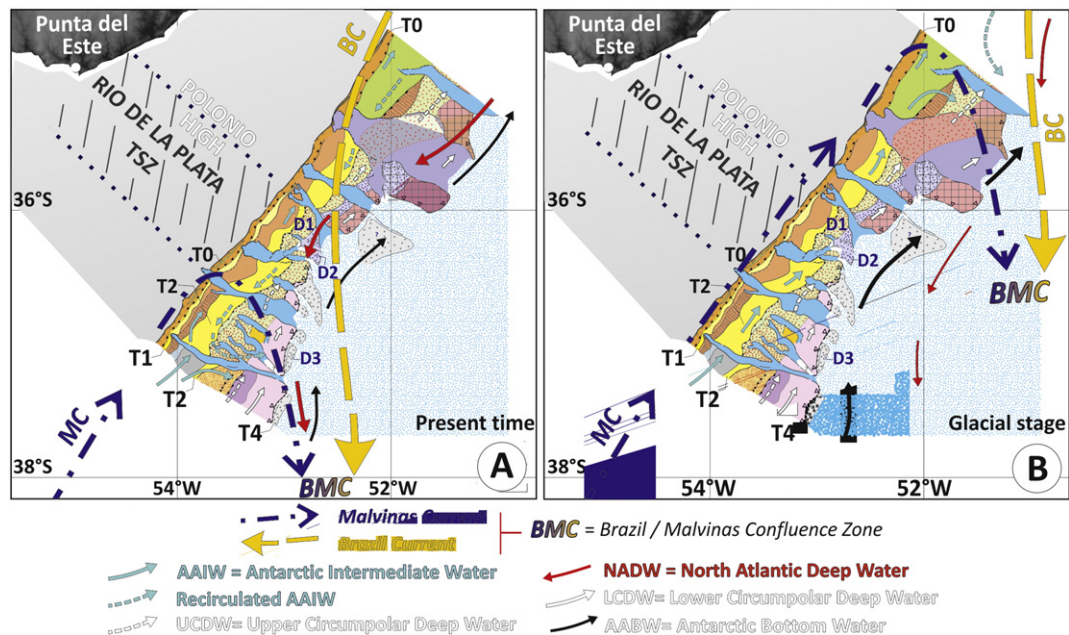 Punta del
Este
RIO DE LA PLATA
TSZ
POLONIO
HIGH
BC
T0
36°S
D1
D2
T0
T2
D3
T1
T2
T4
MC
Present time
38°S
A
54°W
52°W
BMC
Punta del
Este
RIO DE LA PLATA
TSZ
POLONIO
HIGH
T0
BC
36°S
D1
D2
T0
T2
BMC
D3
T1
T2
T4
MC
Glacial stage
38°S
B
54°W
52°W
Malvinas Current
Brazil Current
BMC = Brazil / Malvinas Confluence Zone
AAIW = Antarctic Intermediate Water
Recirculated AAIW
UCDW= Upper Circumpolar Deep Water
NADW = North Atlantic Deep Water
LCDW= Lower Circumpolar Deep Water
AABW= Antarctic Bottom Water